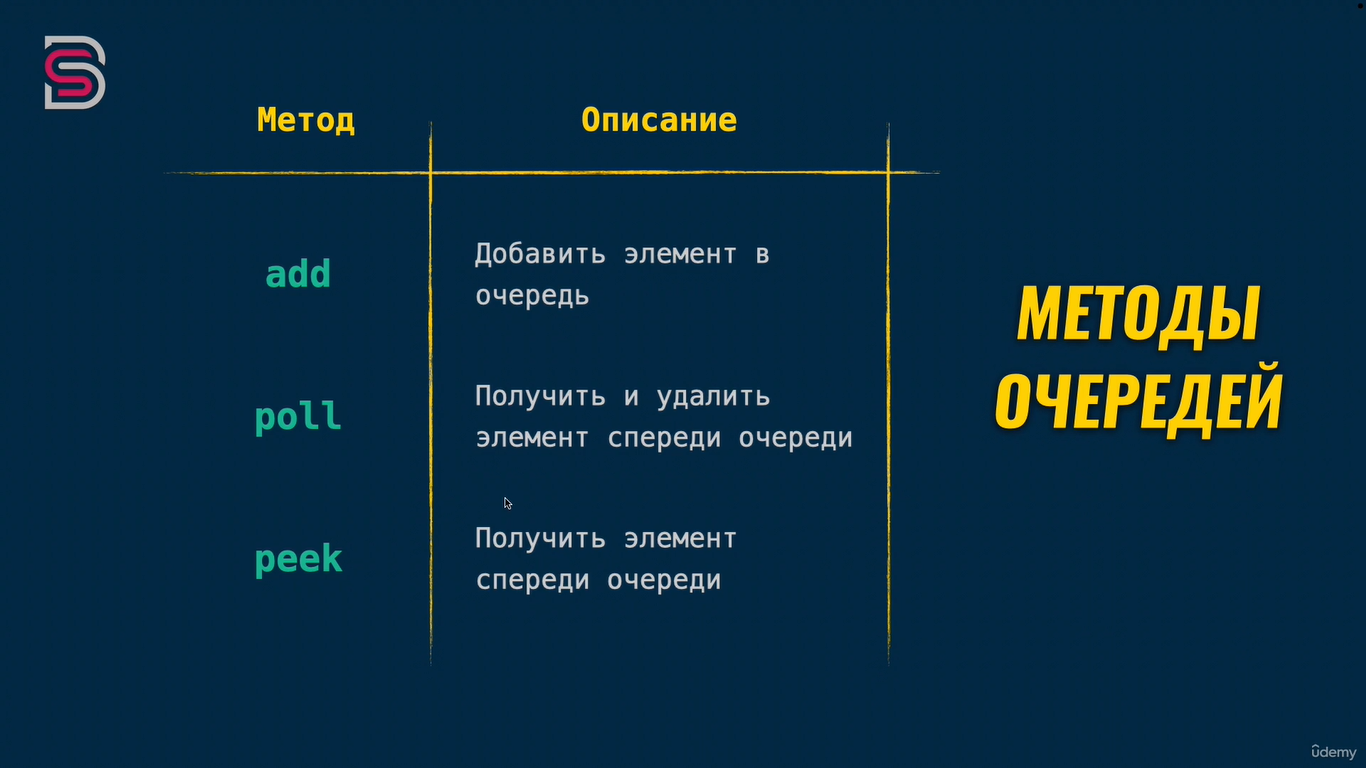 Метод
Описание
add
Добавить элемент в
очередь
poll
Получить и удалить
элемент спереди очереди
peek
Получить элемент
спереди очереди
МЕТОДЫ
ОЧЕРЕДЕЙ
ûdemy